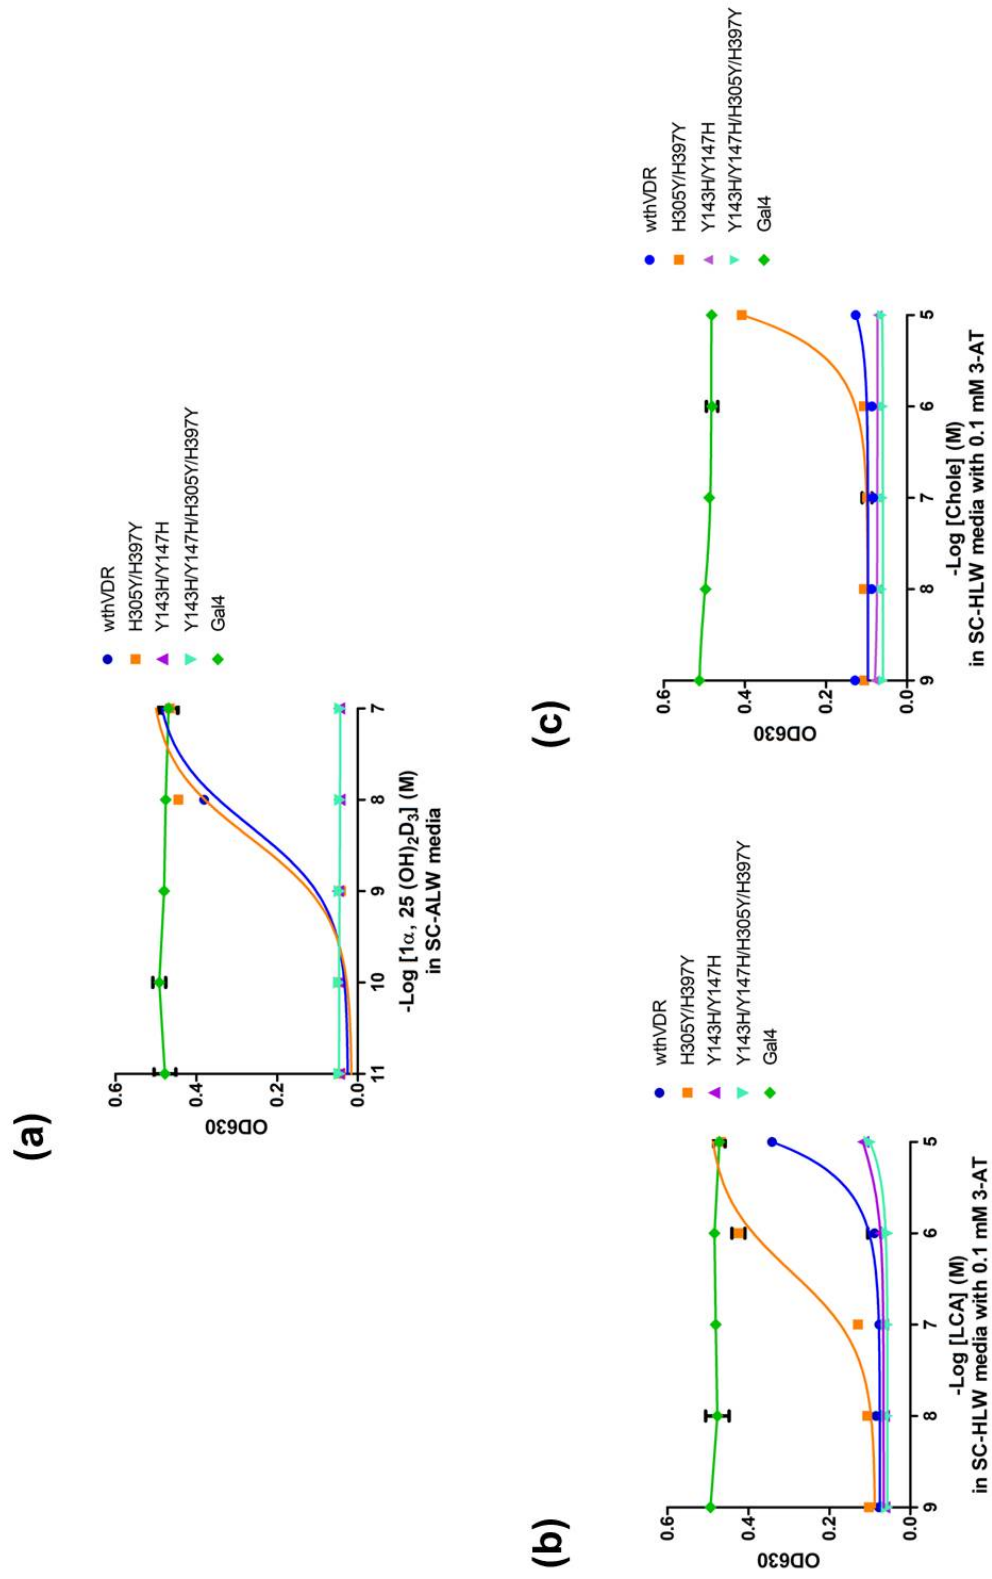 (a)
0.6
0.4
0.2
0.0
OD630
11
10
9
8
7
-Log [1α, 25 (OH)₂D₃] (M)
in SC-ALW media
wthVDR
H305Y/H397Y
Y143H/Y147H
Y143H/Y147H/H305Y/H397Y
Gal4
(b)
0.6
0.4
0.2
0.0
OD630
9
8
7
6
5
-Log [LCA] (M)
in SC-HLW media with 0.1 mM 3-AT
wthVDR
H305Y/H397Y
Y143H/Y147H
Y143H/Y147H/H305Y/H397Y
Gal4
(c)
0.6
0.4
0.2
0.0
OD630
9
8
7
6
5
-Log [Chole] (M)
in SC-HLW media with 0.1 mM 3-AT
wthVDR
H305Y/H397Y
Y143H/Y147H
Y143H/Y147H/H305Y/H397Y
Gal4